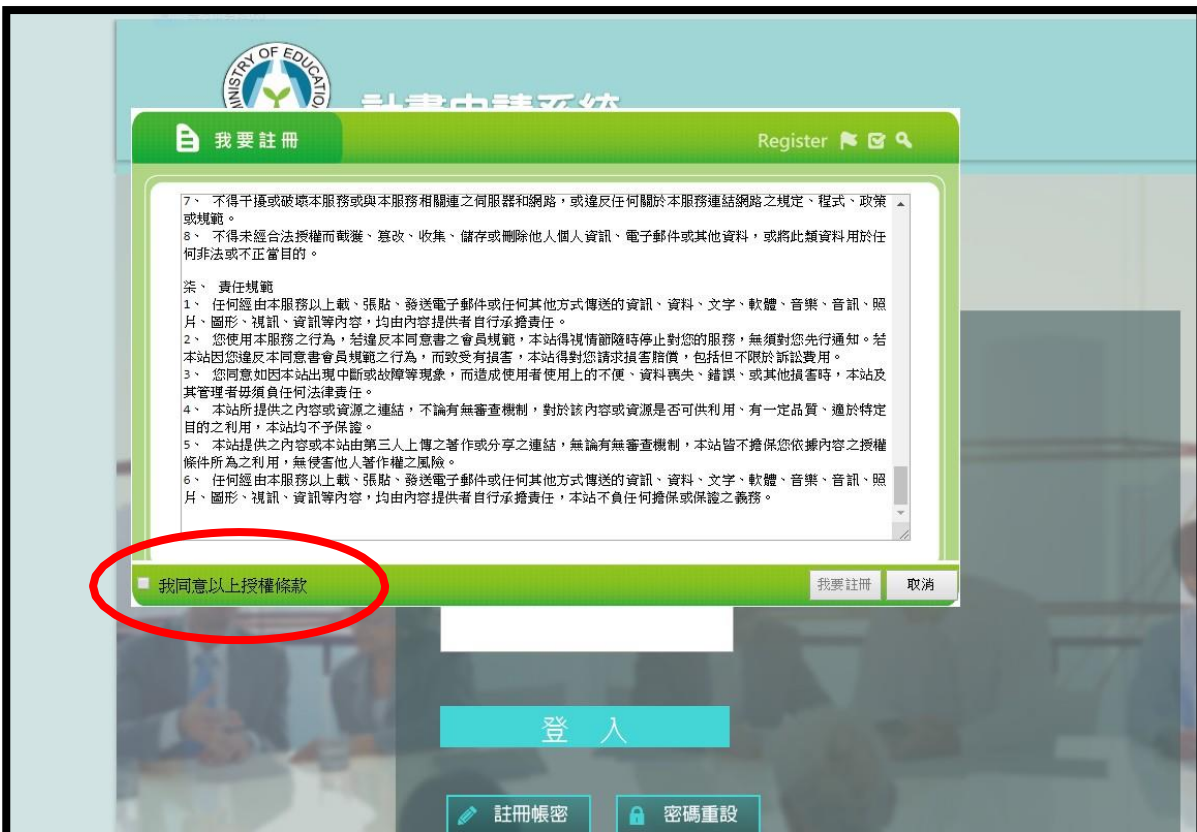 MINISTRY OF EDUCATIO
計畫申請系統
我要註冊
Register
7、 不得干擾或破壞本服務或與本服務相關連之伺服器和網路，或違反任何關於本服務連結網路之規定、程式、政策
或規範。
8、 不得未經合法授權而截獲、篡改、收集、儲存或刪除他人個人資訊、電子郵件或其他資料，或將此類資料用於任
何非法或不正當目的。
柒、 責任規範
1、 任何經由本服務以上載、張貼、發送電子郵件或任何其他方式傳送的資訊、資料、文字、軟體、音樂、音訊、照
片、圖形、視訊、資訊等內容，均由內容提供者自行承擔責任。
2、 您使用本服務之行為，若違反本同意書之會員規範，本站得視情節隨時停止對您的服務，無須對您先行通知。若
本站因您違反本同意書會員規範之行為，而致受有損害，本站得對您請求損害賠償，包括但不限於訴訟費用。
3、 您同意如因本站出現中斷或故障等現象，而造成使用者使用上的不便、資料喪失、錯誤、或其他損害時，本站及
其管理者毋須負任何法律責任。
4、 本站所提供之內容或資源之連結，不論有無審查機制，對於該內容或資源是否可供利用、有一定品質、適於特定
目的之利用，本站均不予保證。
5、 本站提供之內容或本站由第三人上傳之著作或分享之連結，無論有無審查機制，本站皆不擔保您依據內容之授權
條件所為之利用，無侵害他人著作權之風險。
6、 任何經由本服務以上載、張貼、發送電子郵件或任何其他方式傳送的資訊、資料、文字、軟體、音樂、音訊、照
片、圖形、視訊、資訊等內容，均由內容提供者自行承擔責任，本站不負任何擔保或保證之義務。
我同意以上授權條款
我要註冊 取消
登 入
註冊帳密 密碼重設